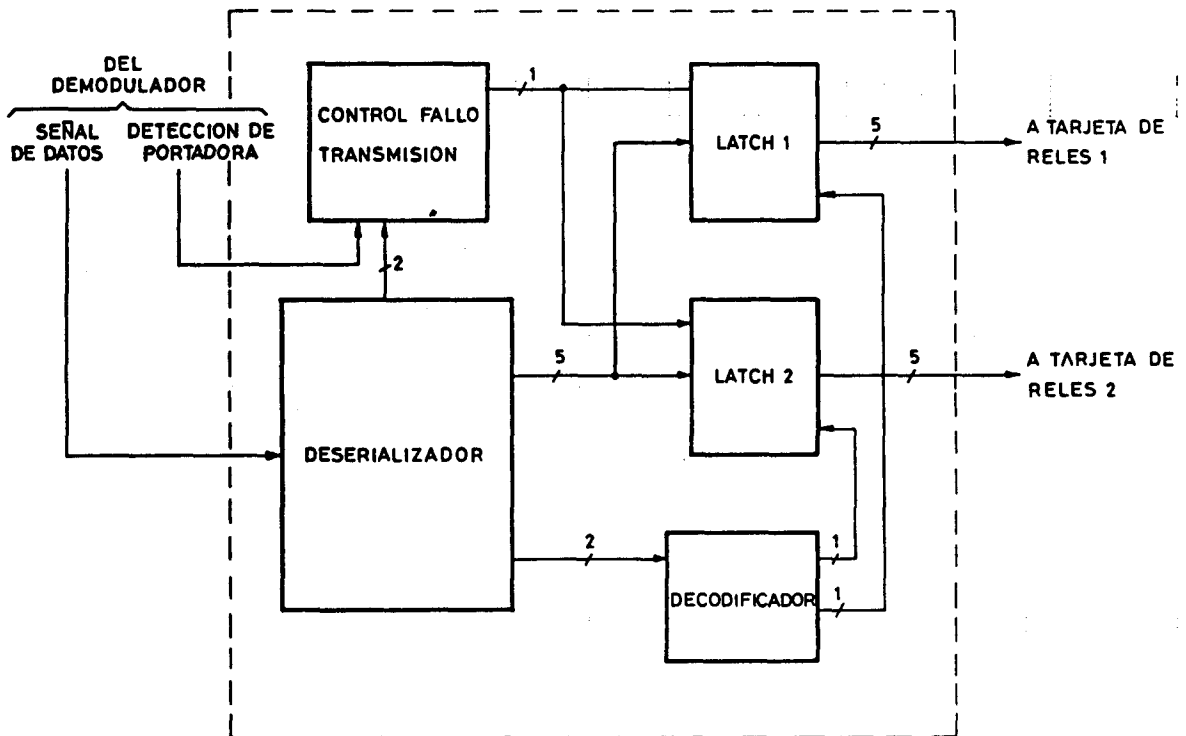 DEL
DEMODULADOR
SEÑAL
DE DATOS
DETECCION DE
PORTADORA
CONTROL FALLO
TRANSMISION
1
LATCH 1
5
A TARJETA DE
RELES 1
2
DESERIALIZADOR
5
LATCH 2
5
A TARJETA DE
RELES 2
2
DECODIFICADOR
1
1